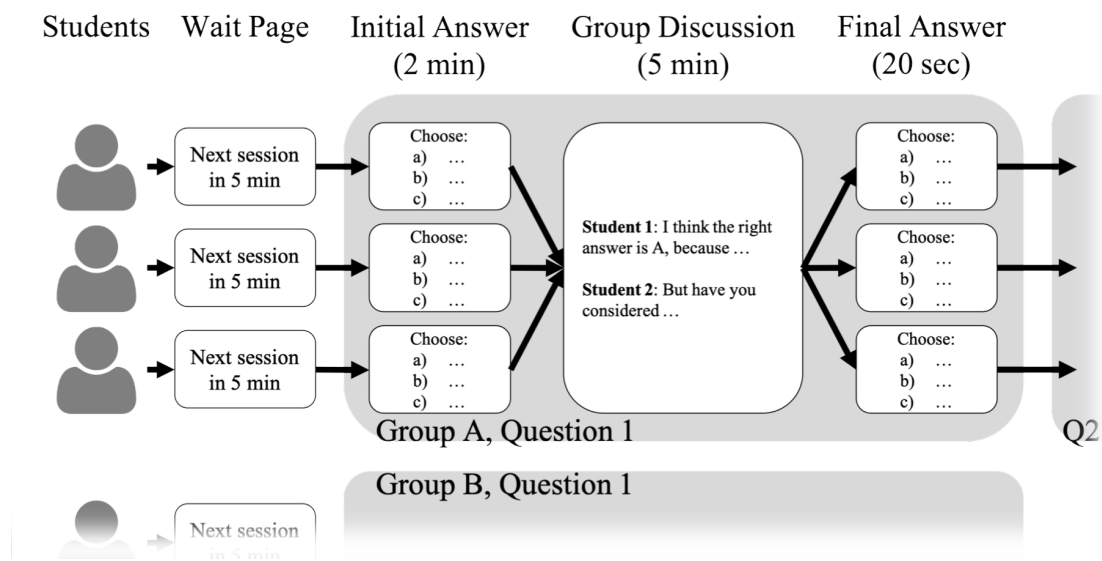 Students
Wait Page
Initial Answer
(2 min)
Group Discussion
(5 min)
Final Answer
(20 sec)
Next session
in 5 min
Choose:
a) …
b) …
c) …
Student 1: I think the right
answer is A, because …
Student 2: But have you
considered …
Choose:
a) …
b) …
c) …
Next session
in 5 min
Choose:
a) …
b) …
c) …
Choose:
a) …
b) …
c) …
Next session
in 5 min
Choose:
a) …
b) …
c) …
Choose:
a) …
b) …
c) …
Group A, Question 1
Q2
Group B, Question 1
Next session
in 5 min